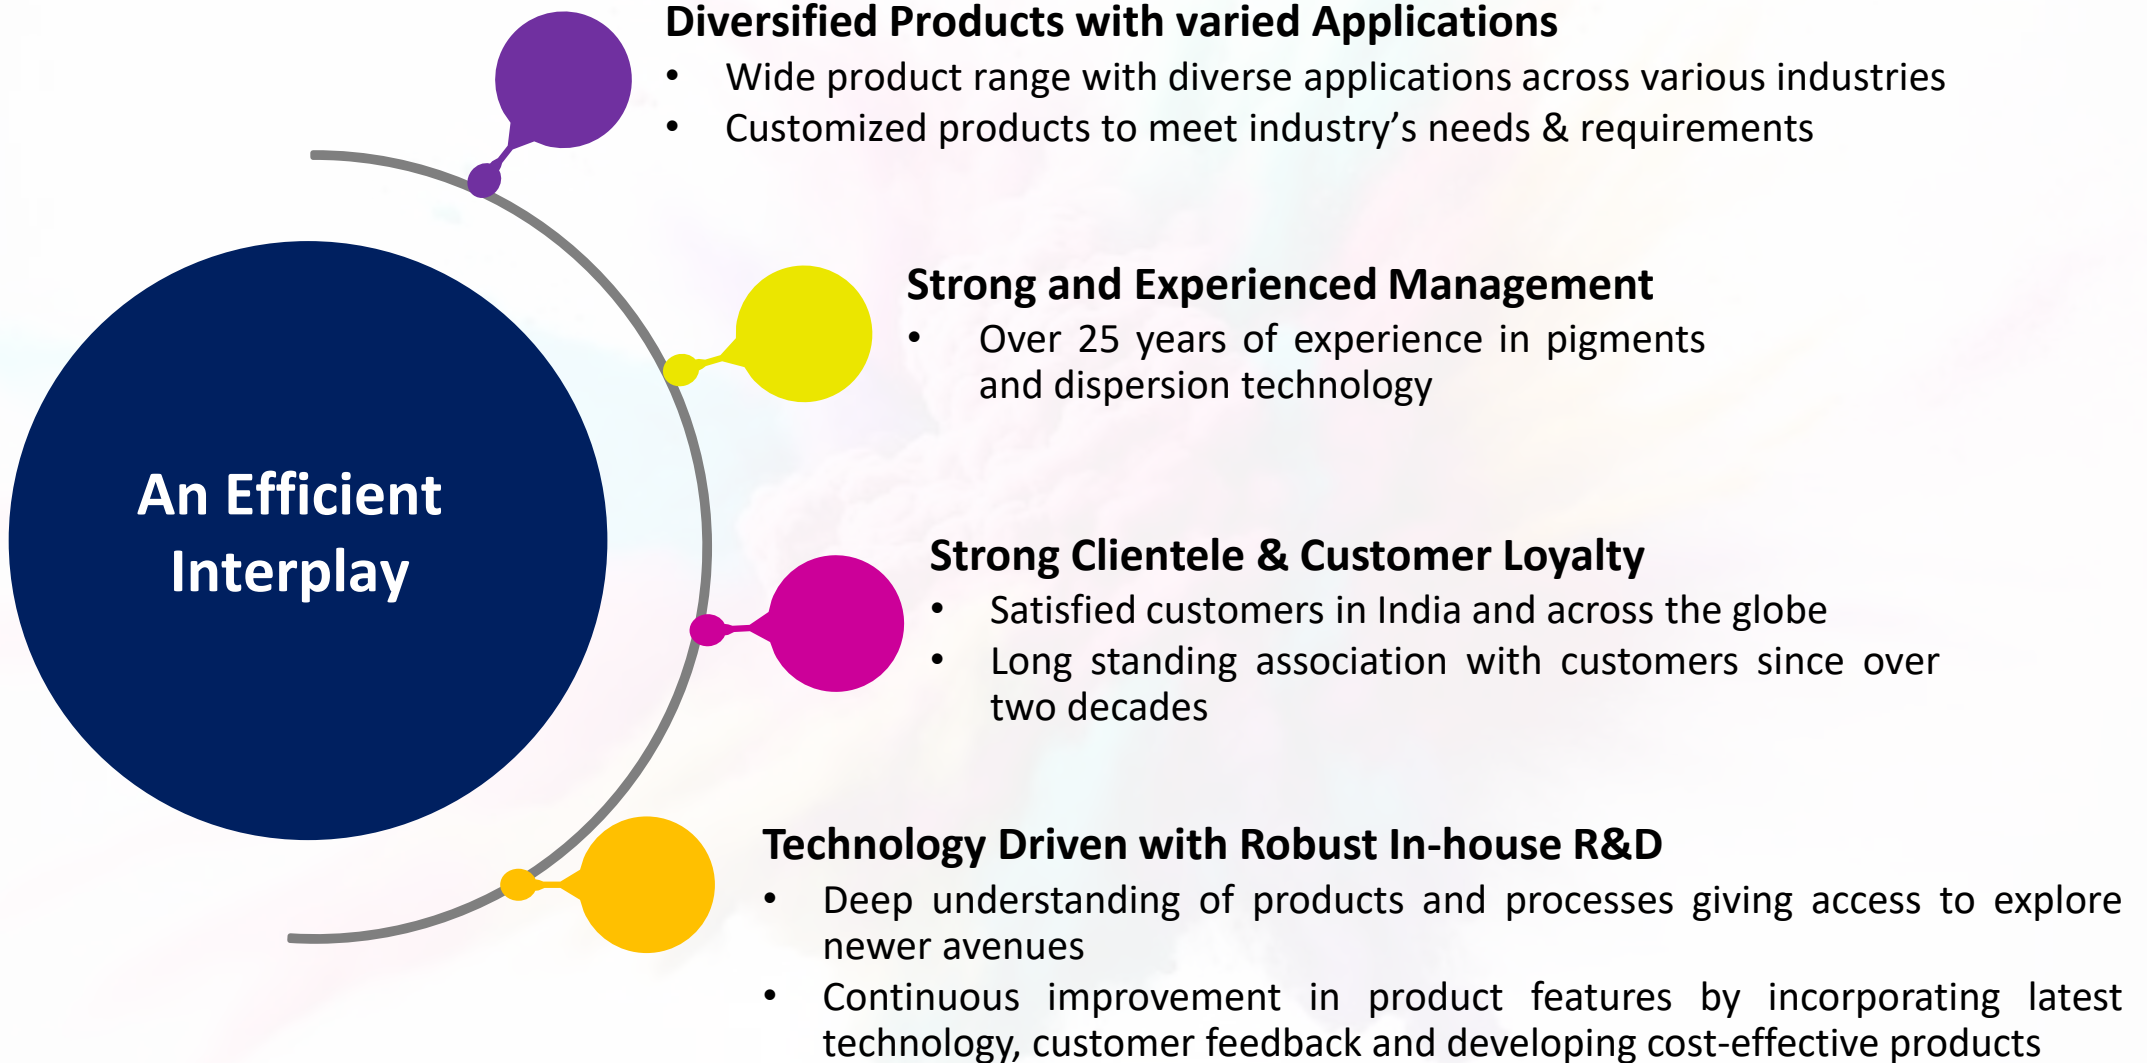 Diversified Products with varied Applications
• Wide product range with diverse applications across various industries
• Customized products to meet industry’s needs & requirements
Strong and Experienced Management
• Over 25 years of experience in pigments
and dispersion technology
An Efficient
Interplay
Strong Clientele & Customer Loyalty
• Satisfied customers in India and across the globe
• Long standing association with customers since over
two decades
Technology Driven with Robust In-house R&D
• Deep understanding of products and processes giving access to explore
newer avenues
• Continuous improvement in product features by incorporating latest
technology, customer feedback and developing cost-effective products